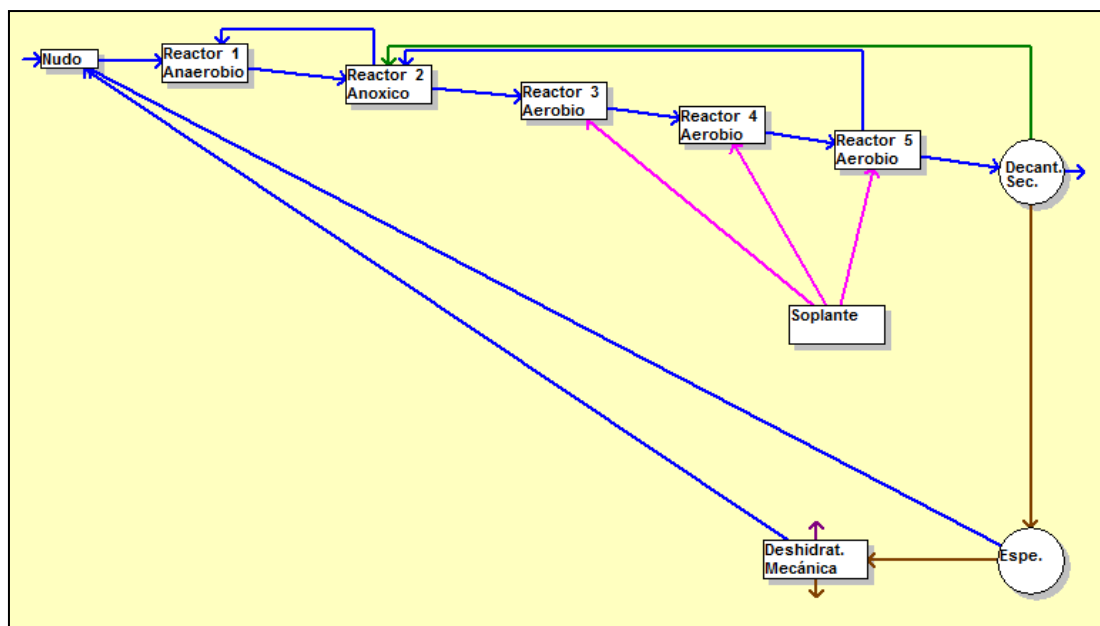 Nudo
Reactor 1
Anaerobio
Reactor 2
Anoxico
Reactor 3
Aerobio
Reactor 4
Aerobio
Reactor 5
Aerobio
Decant.
Sec.
Soplante
Deshidrat.
Mecánica
Espe.